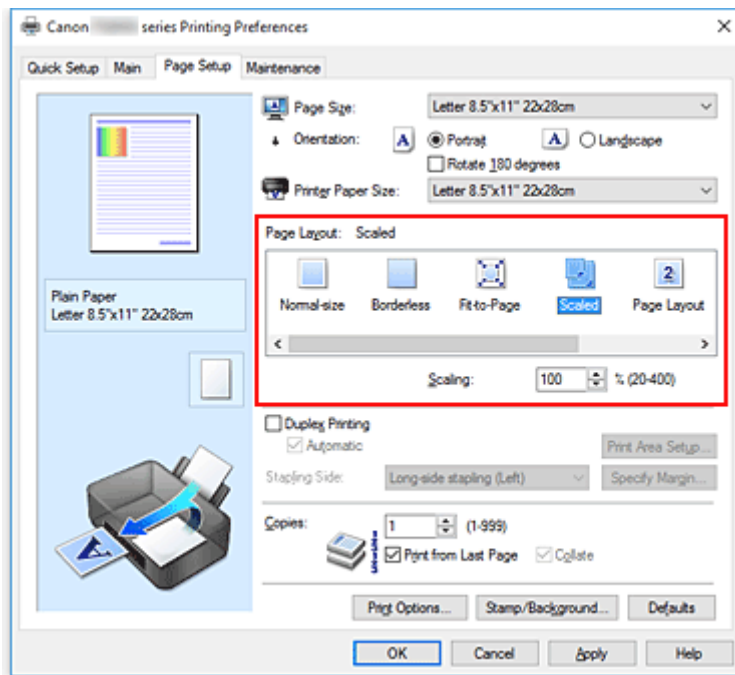 Canon series Printing Preferences
Quick Setup Main Page Setup Maintenance
Page Size: Letter 8.5"x11" 22x28cm
Orientation: A Portrait A Landscape
Rotate 180 degrees
Printer Paper Size: Letter 8.5"x11" 22x28cm
Page Layout: Scaled
Normal-size Borderless Fit-to-Page Scaled Page Layout
Plain Paper
Letter 8.5"x11" 22x28cm
Scaling: 100 % (20-400)
Duplex Printing
Automatic
Print Area Setup...
Stapling Side: Long-side stapling (Left) Specify Margin...
Copies: 1 (1-999)
Print from Last Page Collate
Print Options... Stamp/Background... Defaults
OK Cancel Apply Help